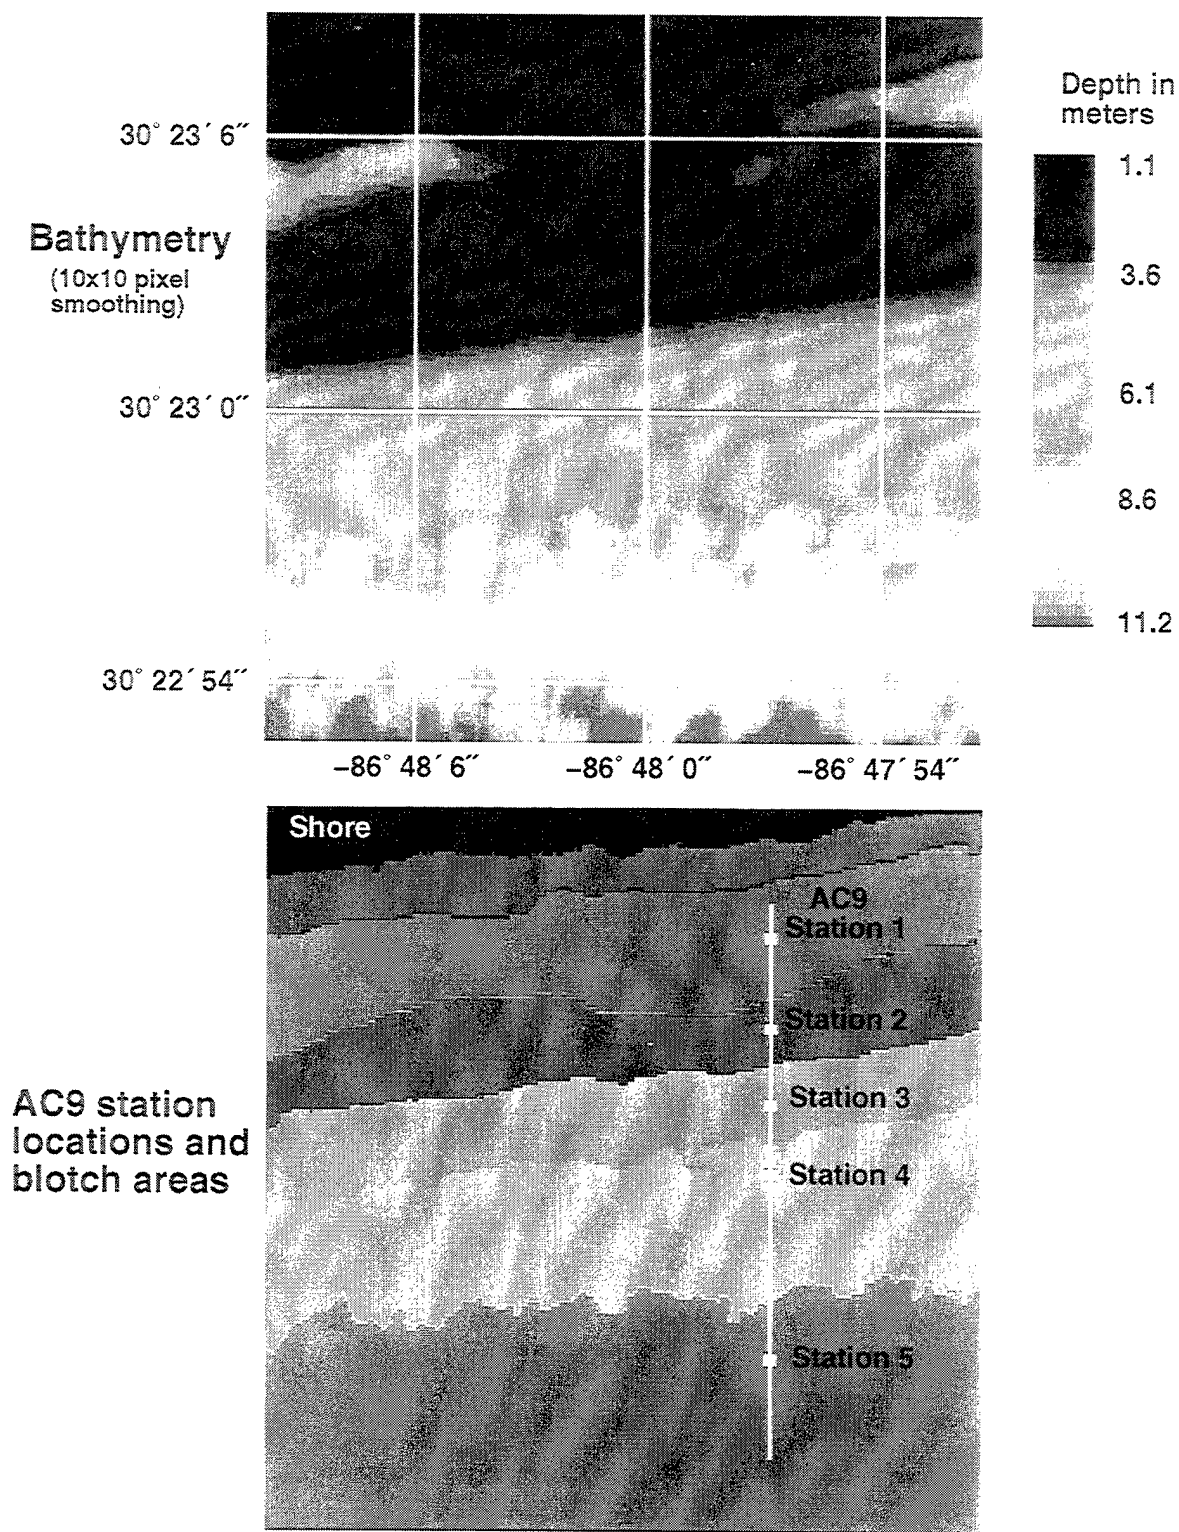 Depth in
meters
30° 23´ 6˝
1.1
Bathymetry
(10x10 pixel
smoothing)
3.6
30° 23´ 0˝
6.1
8.6
11.2
30° 22´ 54˝
–86° 48´ 6˝
–86° 48´ 0˝
–86° 47´ 54˝
Shore
AC9
Station 1
Station 2
AC9 station
locations and
blotch areas
Station 3
Station 4
Station 5